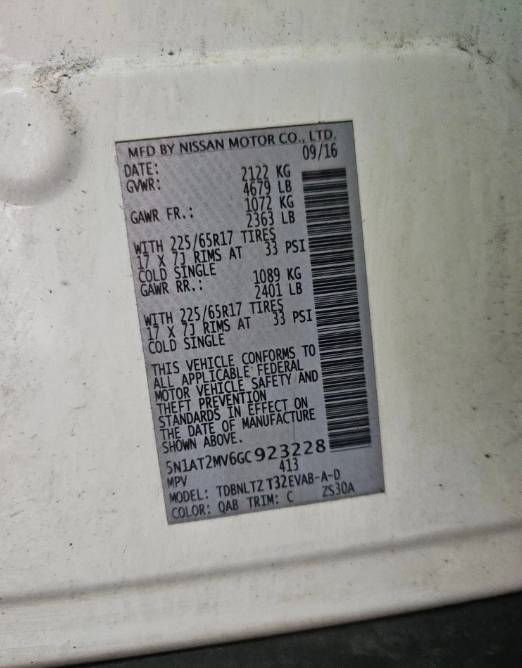 MFD BY NISSAN MOTOR CO., LTD.
DATE: 09/16
GVWR: 2122 KG
4679 LB
GAWR FR.: 1072 KG
2363 LB
WITH 225/65R17 TIRES
17 X 7J RIMS AT 33 PSI
COLD SINGLE
GAWR RR.: 1089 KG
2401 LB
WITH 225/65R17 TIRES
17 X 7J RIMS AT 33 PSI
COLD SINGLE
THIS VEHICLE CONFORMS TO
ALL APPLICABLE FEDERAL
MOTOR VEHICLE SAFETY AND
THEFT PREVENTION
STANDARDS IN EFFECT ON
THE DATE OF MANUFACTURE
SHOWN ABOVE.
5N1AT2MV6GC923228
MPV 413
MODEL: TDBNLTZ T32EVAB-A-D
COLOR: QAB TRIM: C ZS30A